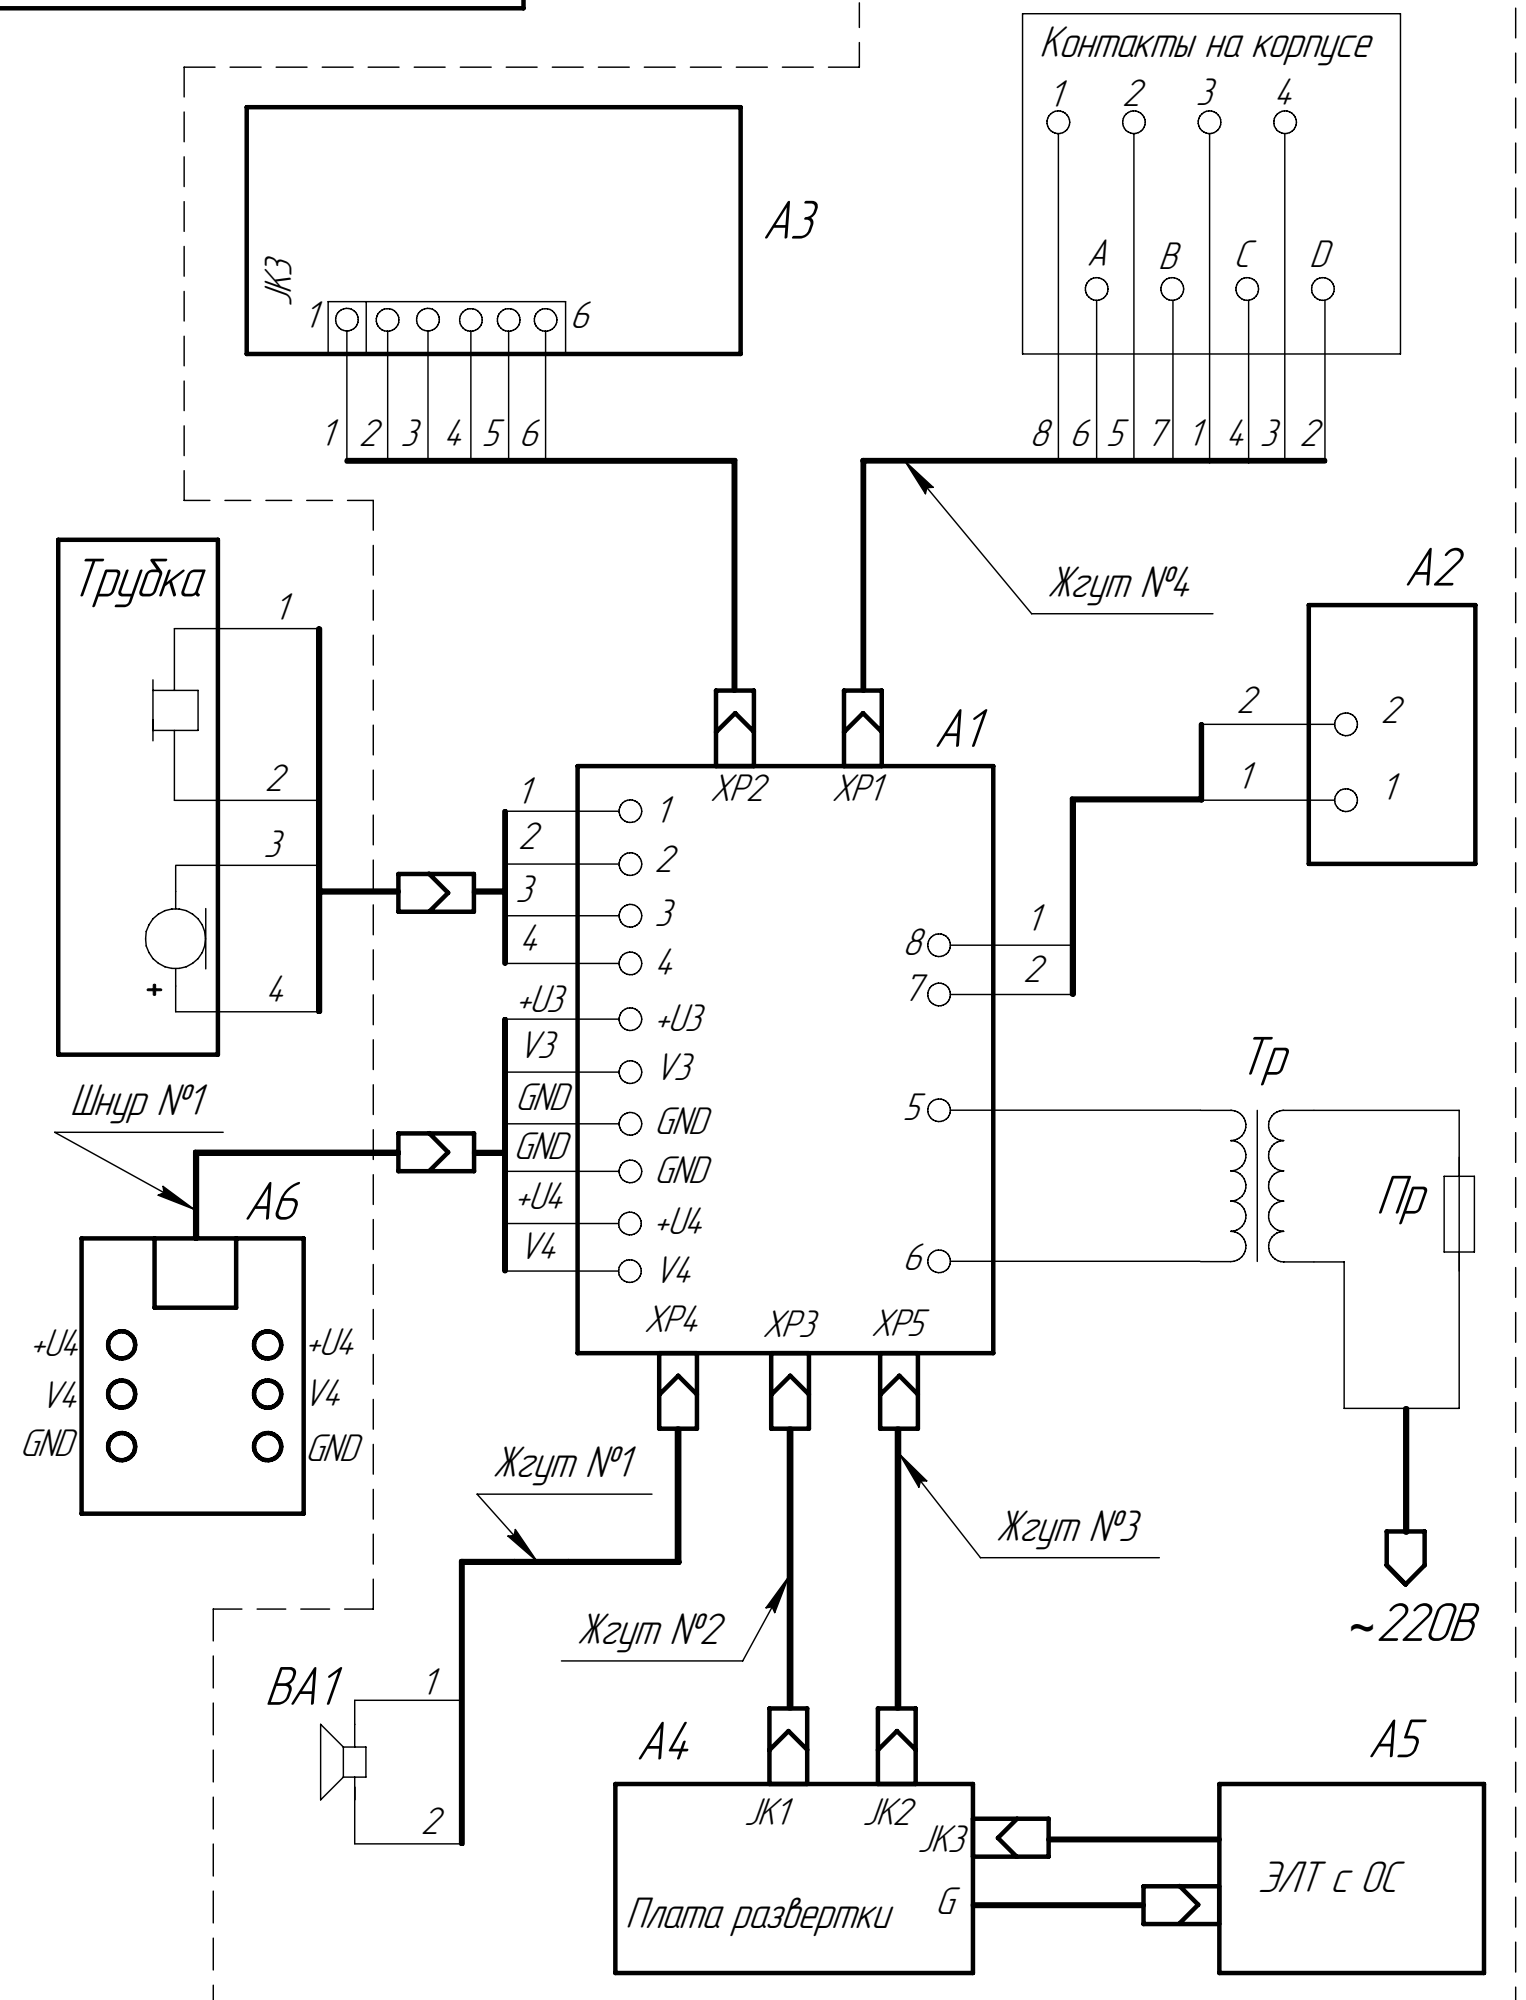 Контакты на корпусе
1 2 3 4
A B C D
A3
JK3
1 6
1 2 3 4 5 6
8 6 5 7 1 4 3 2
Жгут №4
A2
Трубка
1
2
3
4
+
2 2
1 1
A1
XP2 XP1
1 1
2 2
3 3
4 4
8 1
7 2
+U3 +U3
V3 V3
GND GND
GND GND
+U4 +U4
V4 V4
5
6
Тр
Пр
Шнур №1
A6
+U4 +U4
V4 V4
GND GND
XP4 XP3 XP5
Жгут №1
Жгут №3
Жгут №2
~220В
BA1
1
2
A4
A5
JK1 JK2
JK3
G
Плата развертки
ЭЛТ с ОС